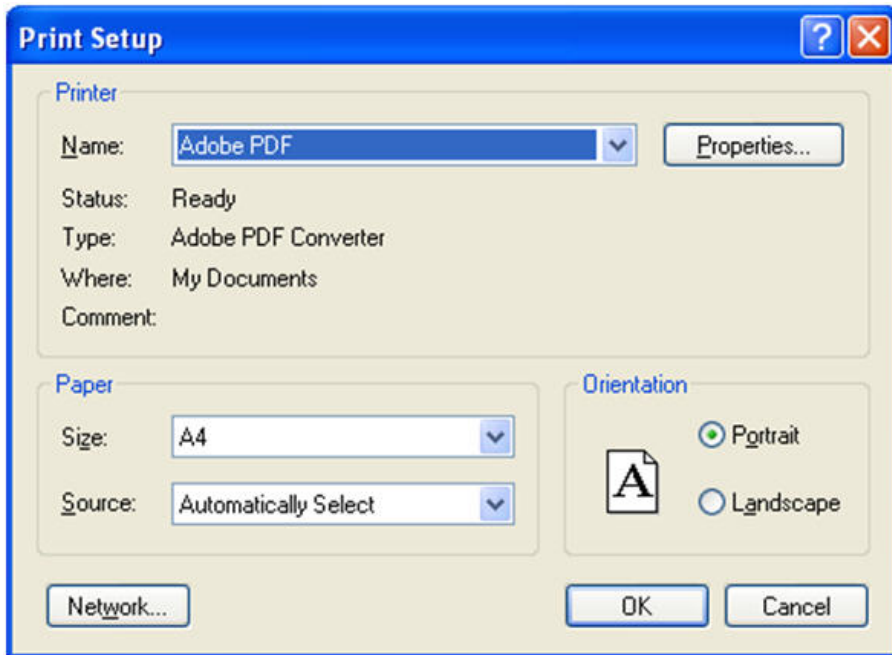 Print Setup
Printer
Name: Adobe PDF Properties...
Status: Ready
Type: Adobe PDF Converter
Where: My Documents
Comment:
Paper
Size: A4
Source: Automatically Select
Orientation
A
Portrait
Landscape
Network... OK Cancel